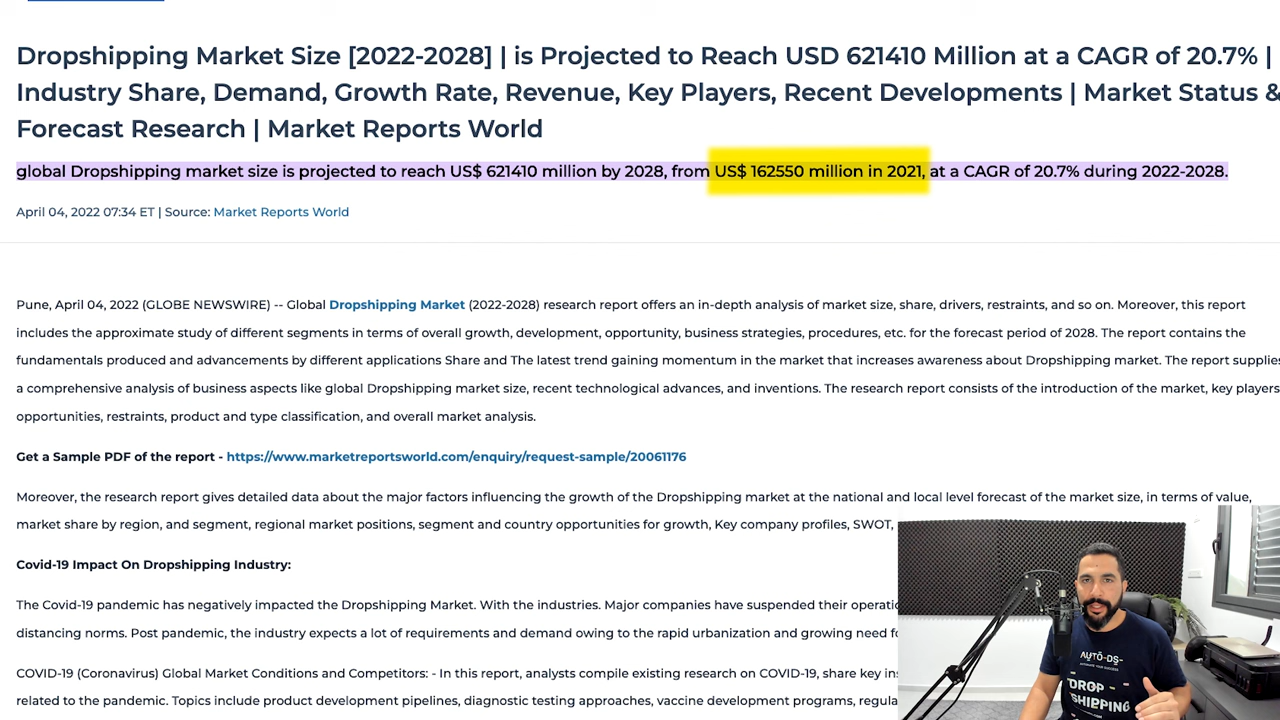 Dropshipping Market Size [2022-2028] | is Projected to Reach USD 621410 Million at a CAGR of 20.7% |
Industry Share, Demand, Growth Rate, Revenue, Key Players, Recent Developments | Market Status &
Forecast Research | Market Reports World
global Dropshipping market size is projected to reach US$ 621410 million by 2028, from US$ 162550 million in 2021, at a CAGR of 20.7% during 2022-2028.
April 04, 2022 07:34 ET | Source: Market Reports World
Pune, April 04, 2022 (GLOBE NEWSWIRE) -- Global Dropshipping Market (2022-2028) research report offers an in-depth analysis of market size, share, drivers, restraints, and so on. Moreover, this report
includes the approximate study of different segments in terms of overall growth, development, opportunity, business strategies, procedures, etc. for the forecast period of 2028. The report contains the
fundamentals produced and advancements by different applications Share and The latest trend gaining momentum in the market that increases awareness about Dropshipping market. The report supplies
a comprehensive analysis of business aspects like global Dropshipping market size, recent technological advances, and inventions. The research report consists of the introduction of the market, key players
opportunities, restraints, product and type classification, and overall market analysis.
Get a Sample PDF of the report - https://www.marketreportsworld.com/enquiry/request-sample/20061176
Moreover, the research report gives detailed data about the major factors influencing the growth of the Dropshipping market at the national and local level forecast of the market size, in terms of value,
market share by region, and segment, regional market positions, segment and country opportunities for growth, Key company profiles, SWOT,
Covid-19 Impact On Dropshipping Industry:
The Covid-19 pandemic has negatively impacted the Dropshipping Market. With the industries. Major companies have suspended their operatio
distancing norms. Post pandemic, the industry expects a lot of requirements and demand owing to the rapid urbanization and growing need fo
COVID-19 (Coronavirus) Global Market Conditions and Competitors: - In this report, analysts compile existing research on COVID-19, share key ins
related to the pandemic. Topics include product development pipelines, diagnostic testing approaches, vaccine development programs, regula
AUTO-DS
AUTOMATE YOUR SUCCESS
DROP
SHIPPING